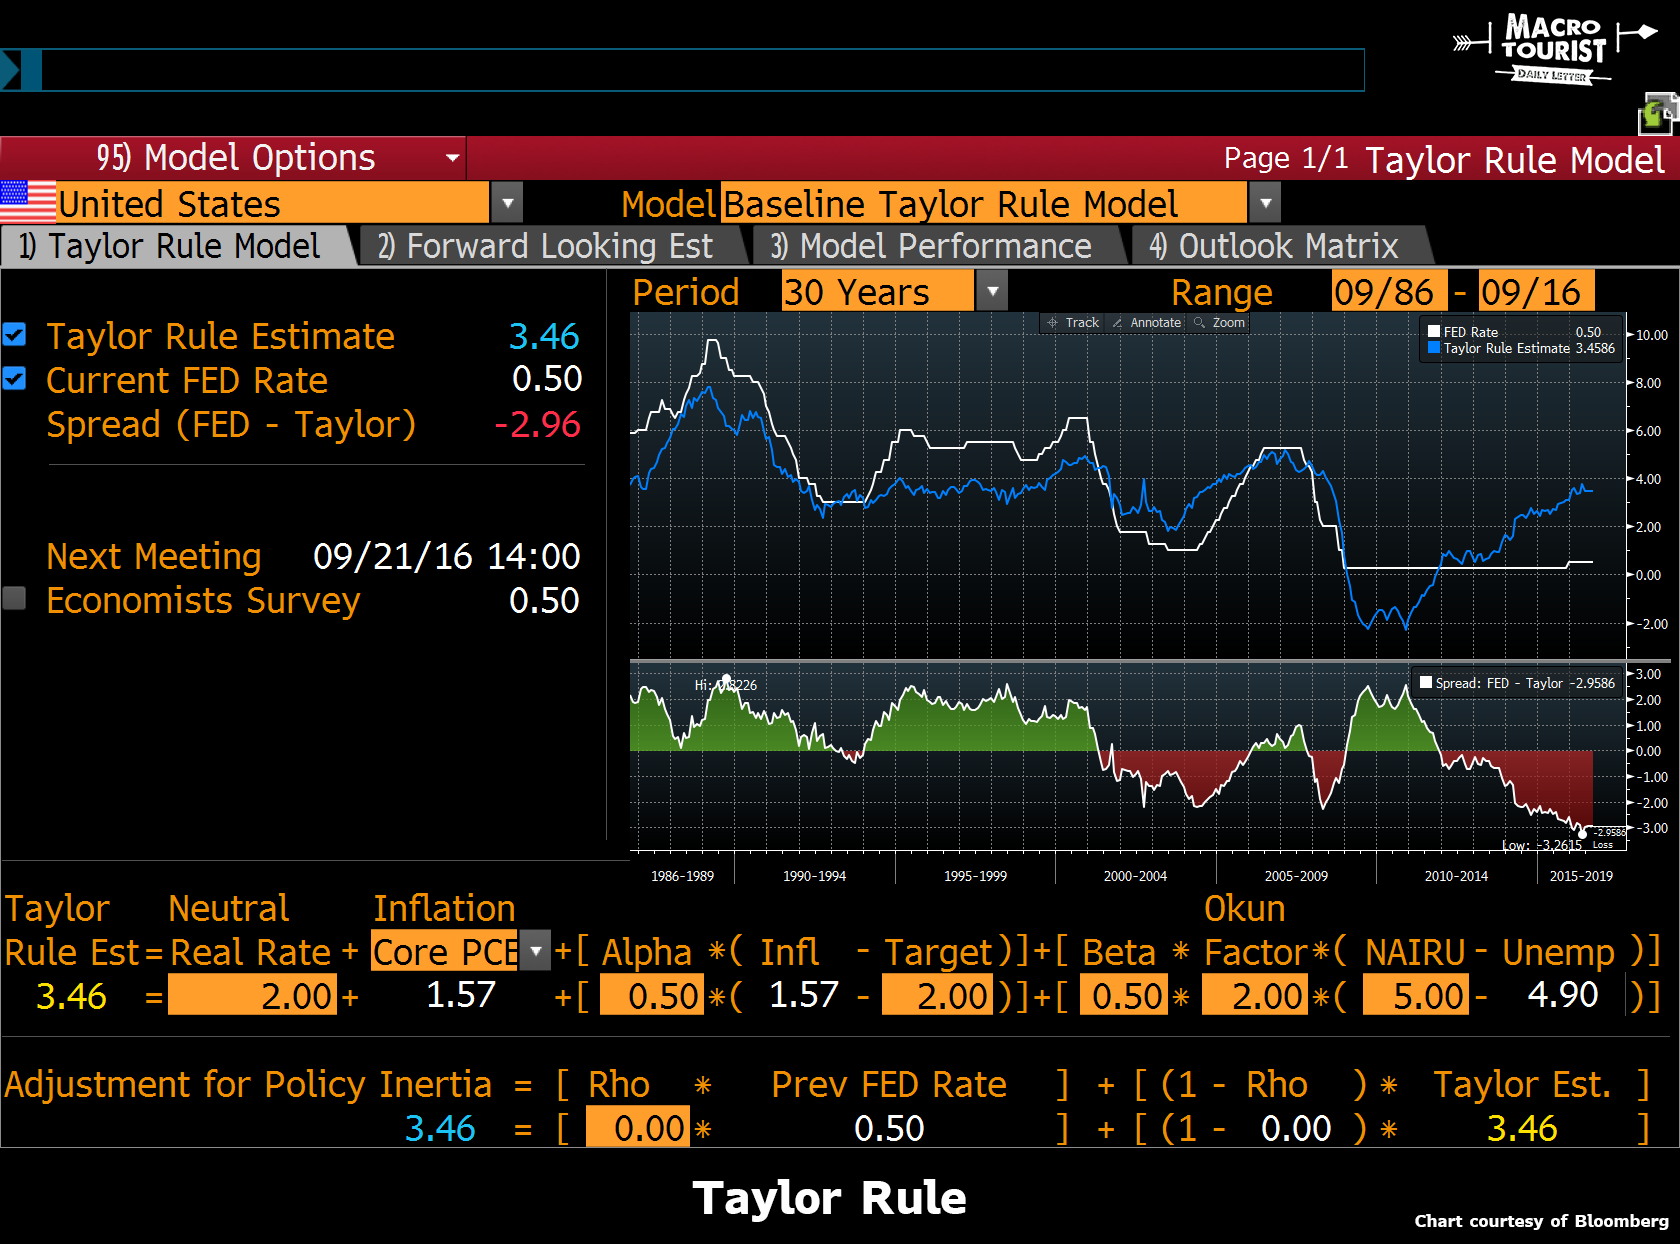 MACRO
TOURIST
DAILY LETTER
95) Model Options
Page 1/1 Taylor Rule Model
United States
Model Baseline Taylor Rule Model
1) Taylor Rule Model
2) Forward Looking Est
3) Model Performance
4) Outlook Matrix
Period 30 Years
Range 09/86 - 09/16
Taylor Rule Estimate 3.46
Current FED Rate 0.50
Spread (FED - Taylor) -2.96
Next Meeting 09/21/16 14:00
Economists Survey 0.50
Track Annotate Zoom
FED Rate 0.50
Taylor Rule Estimate 3.4586
10.00
8.00
6.00
4.00
2.00
0.00
-2.00
Hi: 2.8226
Spread: FED - Taylor -2.9586
3.00
2.00
1.00
0.00
-1.00
-2.00
-3.00
-2.9586
Low: -3.2615
Loss
1986-1989 1990-1994 1995-1999 2000-2004 2005-2009 2010-2014 2015-2019
Taylor Neutral Inflation Okun
Rule Est = Real Rate + Core PCE +[ Alpha *( Infl - Target )]+[ Beta * Factor *( NAIRU - Unemp )]
3.46 = 2.00 + 1.57 +[ 0.50 *( 1.57 - 2.00 )]+[ 0.50 * 2.00 *( 5.00 - 4.90 )]
Adjustment for Policy Inertia = [ Rho * Prev FED Rate ] + [ (1 - Rho ) * Taylor Est. ]
3.46 = [ 0.00 * 0.50 ] + [ (1 - 0.00 ) * 3.46 ]
Taylor Rule
Chart courtesy of Bloomberg